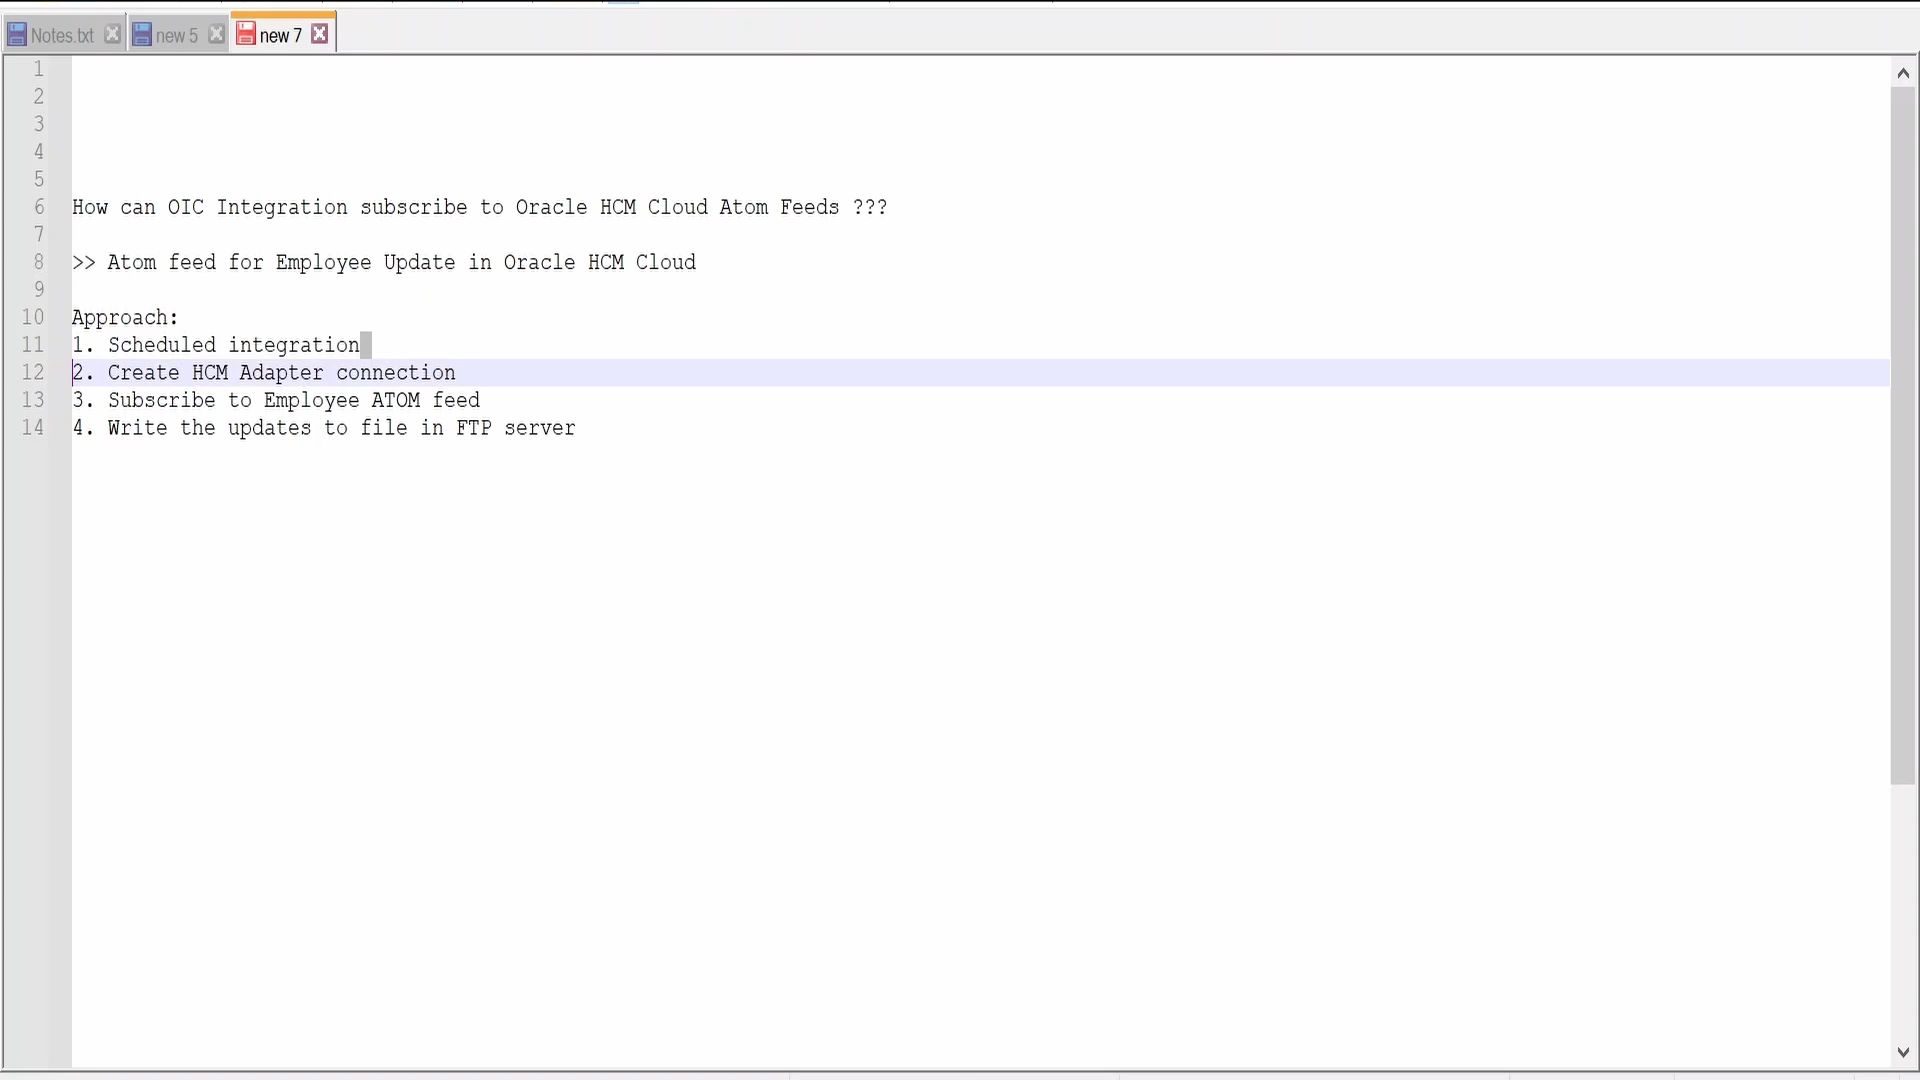 Notes.txt new 5 new 7
1
2
3
4
5
6 How can OIC Integration subscribe to Oracle HCM Cloud Atom Feeds ???
7
8 >> Atom feed for Employee Update in Oracle HCM Cloud
9
10 Approach:
11 1. Scheduled integration
12 2. Create HCM Adapter connection
13 3. Subscribe to Employee ATOM feed
14 4. Write the updates to file in FTP server